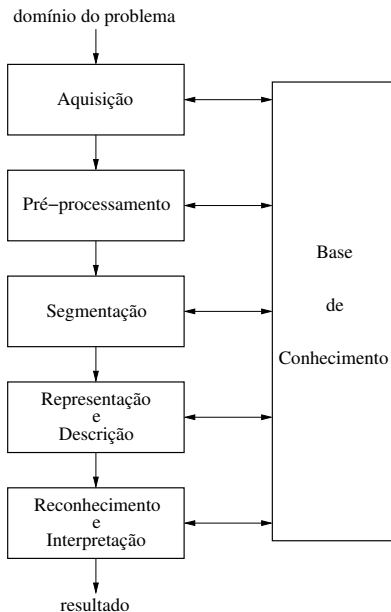 domínio do problema
Aquisição
Pré−processamento
Segmentação
Representação
e
Descrição
Reconhecimento
e
Interpretação
resultado
Base
de
Conhecimento